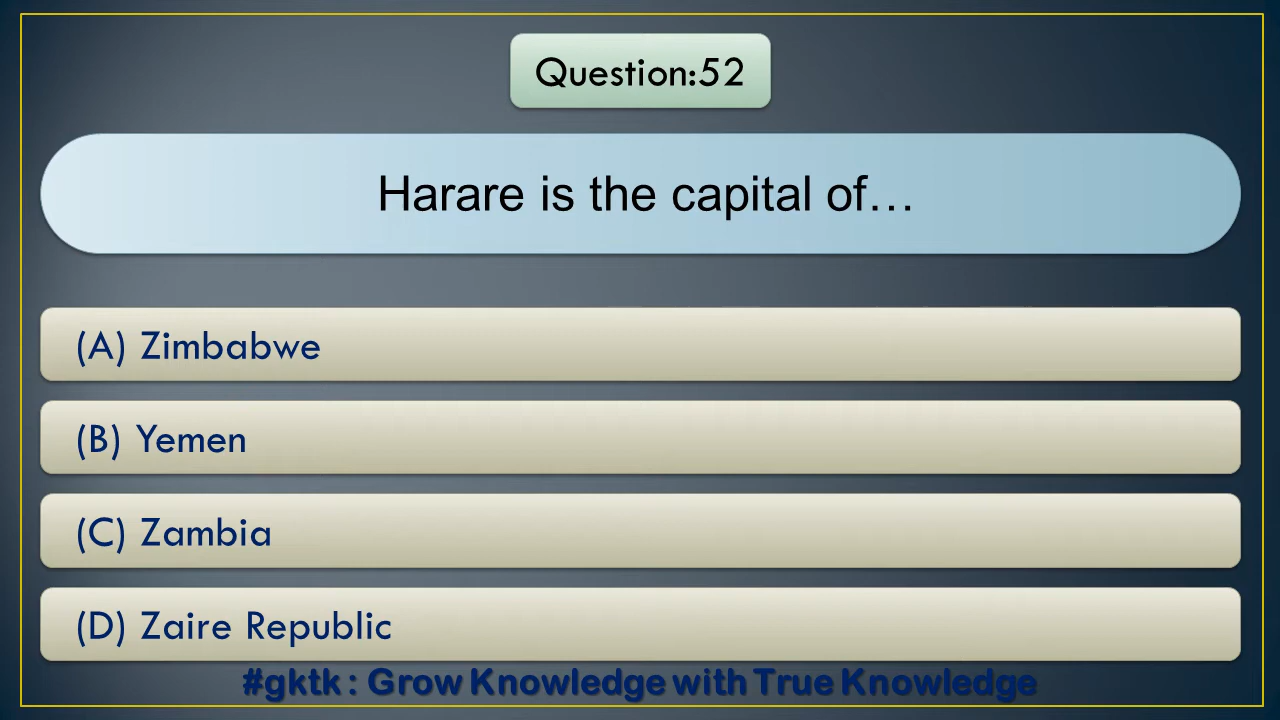 Question:52
Harare is the capital of…
(A) Zimbabwe
(B) Yemen
(C) Zambia
(D) Zaire Republic
#gktk : Grow Knowledge with True Knowledge